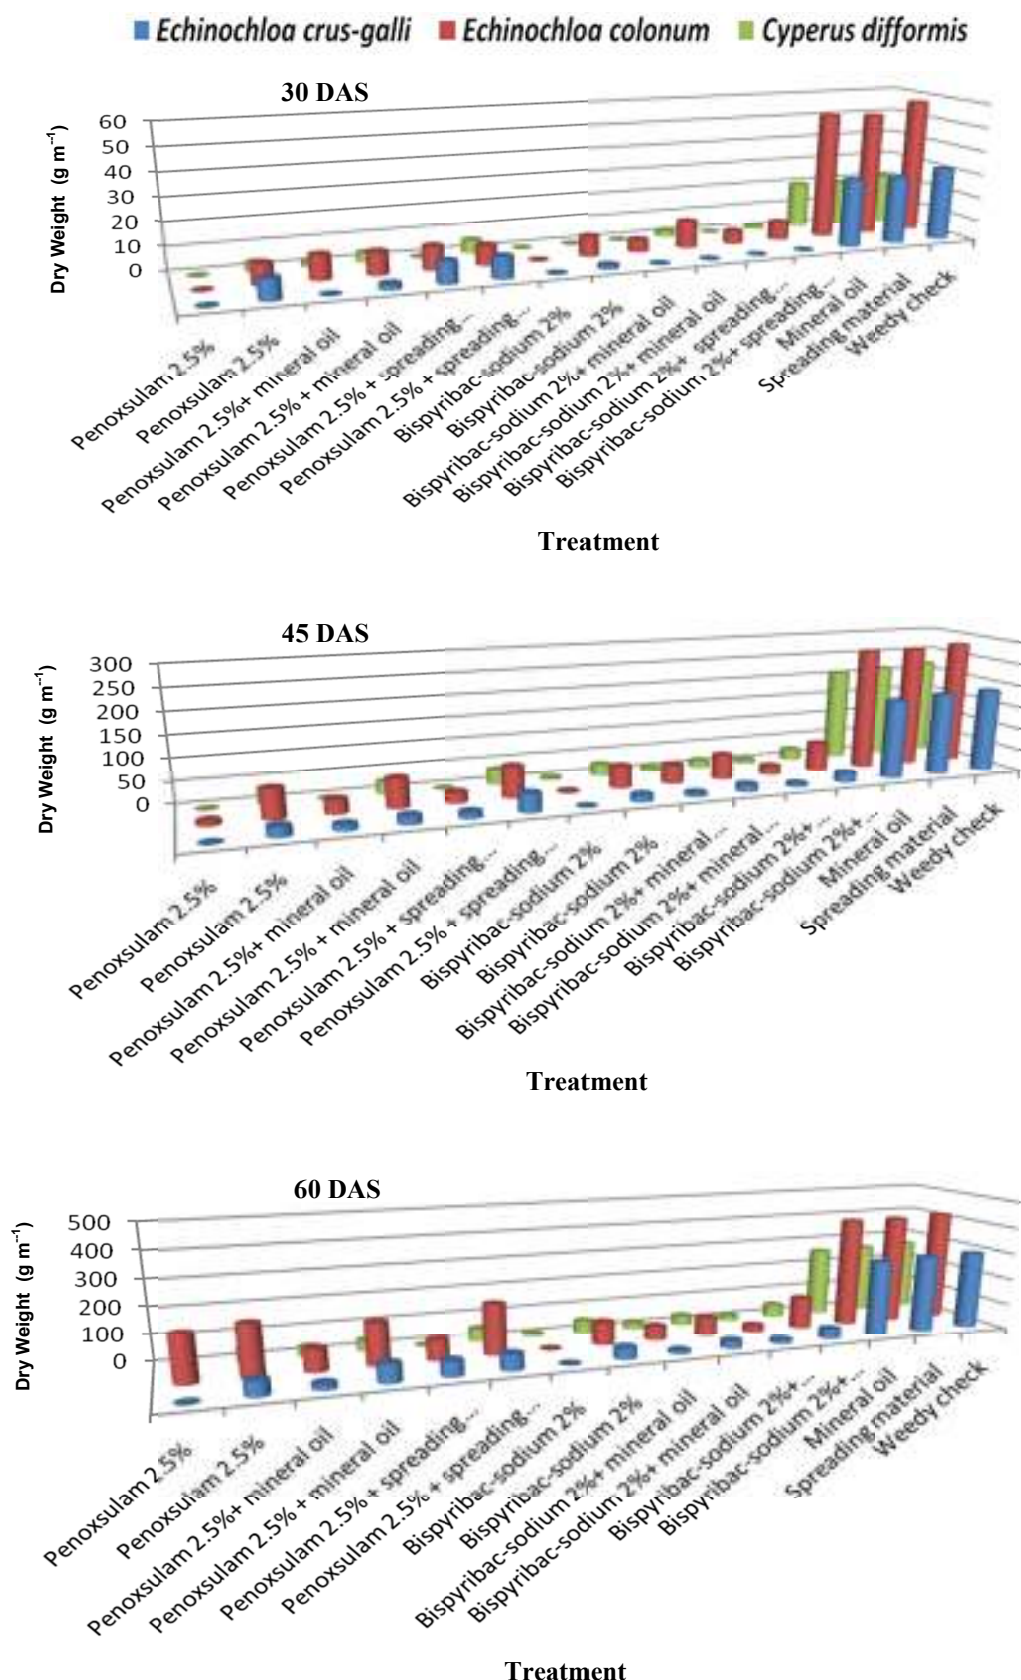 Echinochloa crus-galli Echinochloa colonum Cyperus difformis
30 DAS
Dry Weight (g m⁻¹)
60
50
40
30
20
10
0
Penoxsulam 2.5%
Penoxsulam 2.5%
Penoxsulam 2.5%+ mineral oil
Penoxsulam 2.5% + mineral oil
Penoxsulam 2.5% + spreading...
Penoxsulam 2.5% + spreading...
Bispyribac-sodium 2%
Bispyribac-sodium 2%
Bispyribac-sodium 2%+ mineral oil
Bispyribac-sodium 2%+ mineral oil
Bispyribac-sodium 2%+ spreading...
Bispyribac-sodium 2%+ spreading...
Mineral oil
Spreading material
Weedy check
Treatment
45 DAS
Dry Weight (g m⁻¹)
300
250
200
150
100
50
0
Penoxsulam 2.5%
Penoxsulam 2.5%
Penoxsulam 2.5%+ mineral oil
Penoxsulam 2.5% + mineral oil
Penoxsulam 2.5% + spreading...
Penoxsulam 2.5% + spreading...
Bispyribac-sodium 2%
Bispyribac-sodium 2%
Bispyribac-sodium 2%+ mineral...
Bispyribac-sodium 2%+ mineral...
Bispyribac-sodium 2%+...
Bispyribac-sodium 2%+...
Mineral oil
Spreading material
Weedy check
Treatment
60 DAS
Dry Weight (g m⁻¹)
500
400
300
200
100
0
Penoxsulam 2.5%
Penoxsulam 2.5%
Penoxsulam 2.5%+ mineral oil
Penoxsulam 2.5% + mineral oil
Penoxsulam 2.5% + spreading...
Penoxsulam 2.5% + spreading...
Bispyribac-sodium 2%
Bispyribac-sodium 2%
Bispyribac-sodium 2%+ mineral oil
Bispyribac-sodium 2%+ mineral oil
Bispyribac-sodium 2%+...
Bispyribac-sodium 2%+...
Mineral oil
Spreading material
Weedy check
Treatment